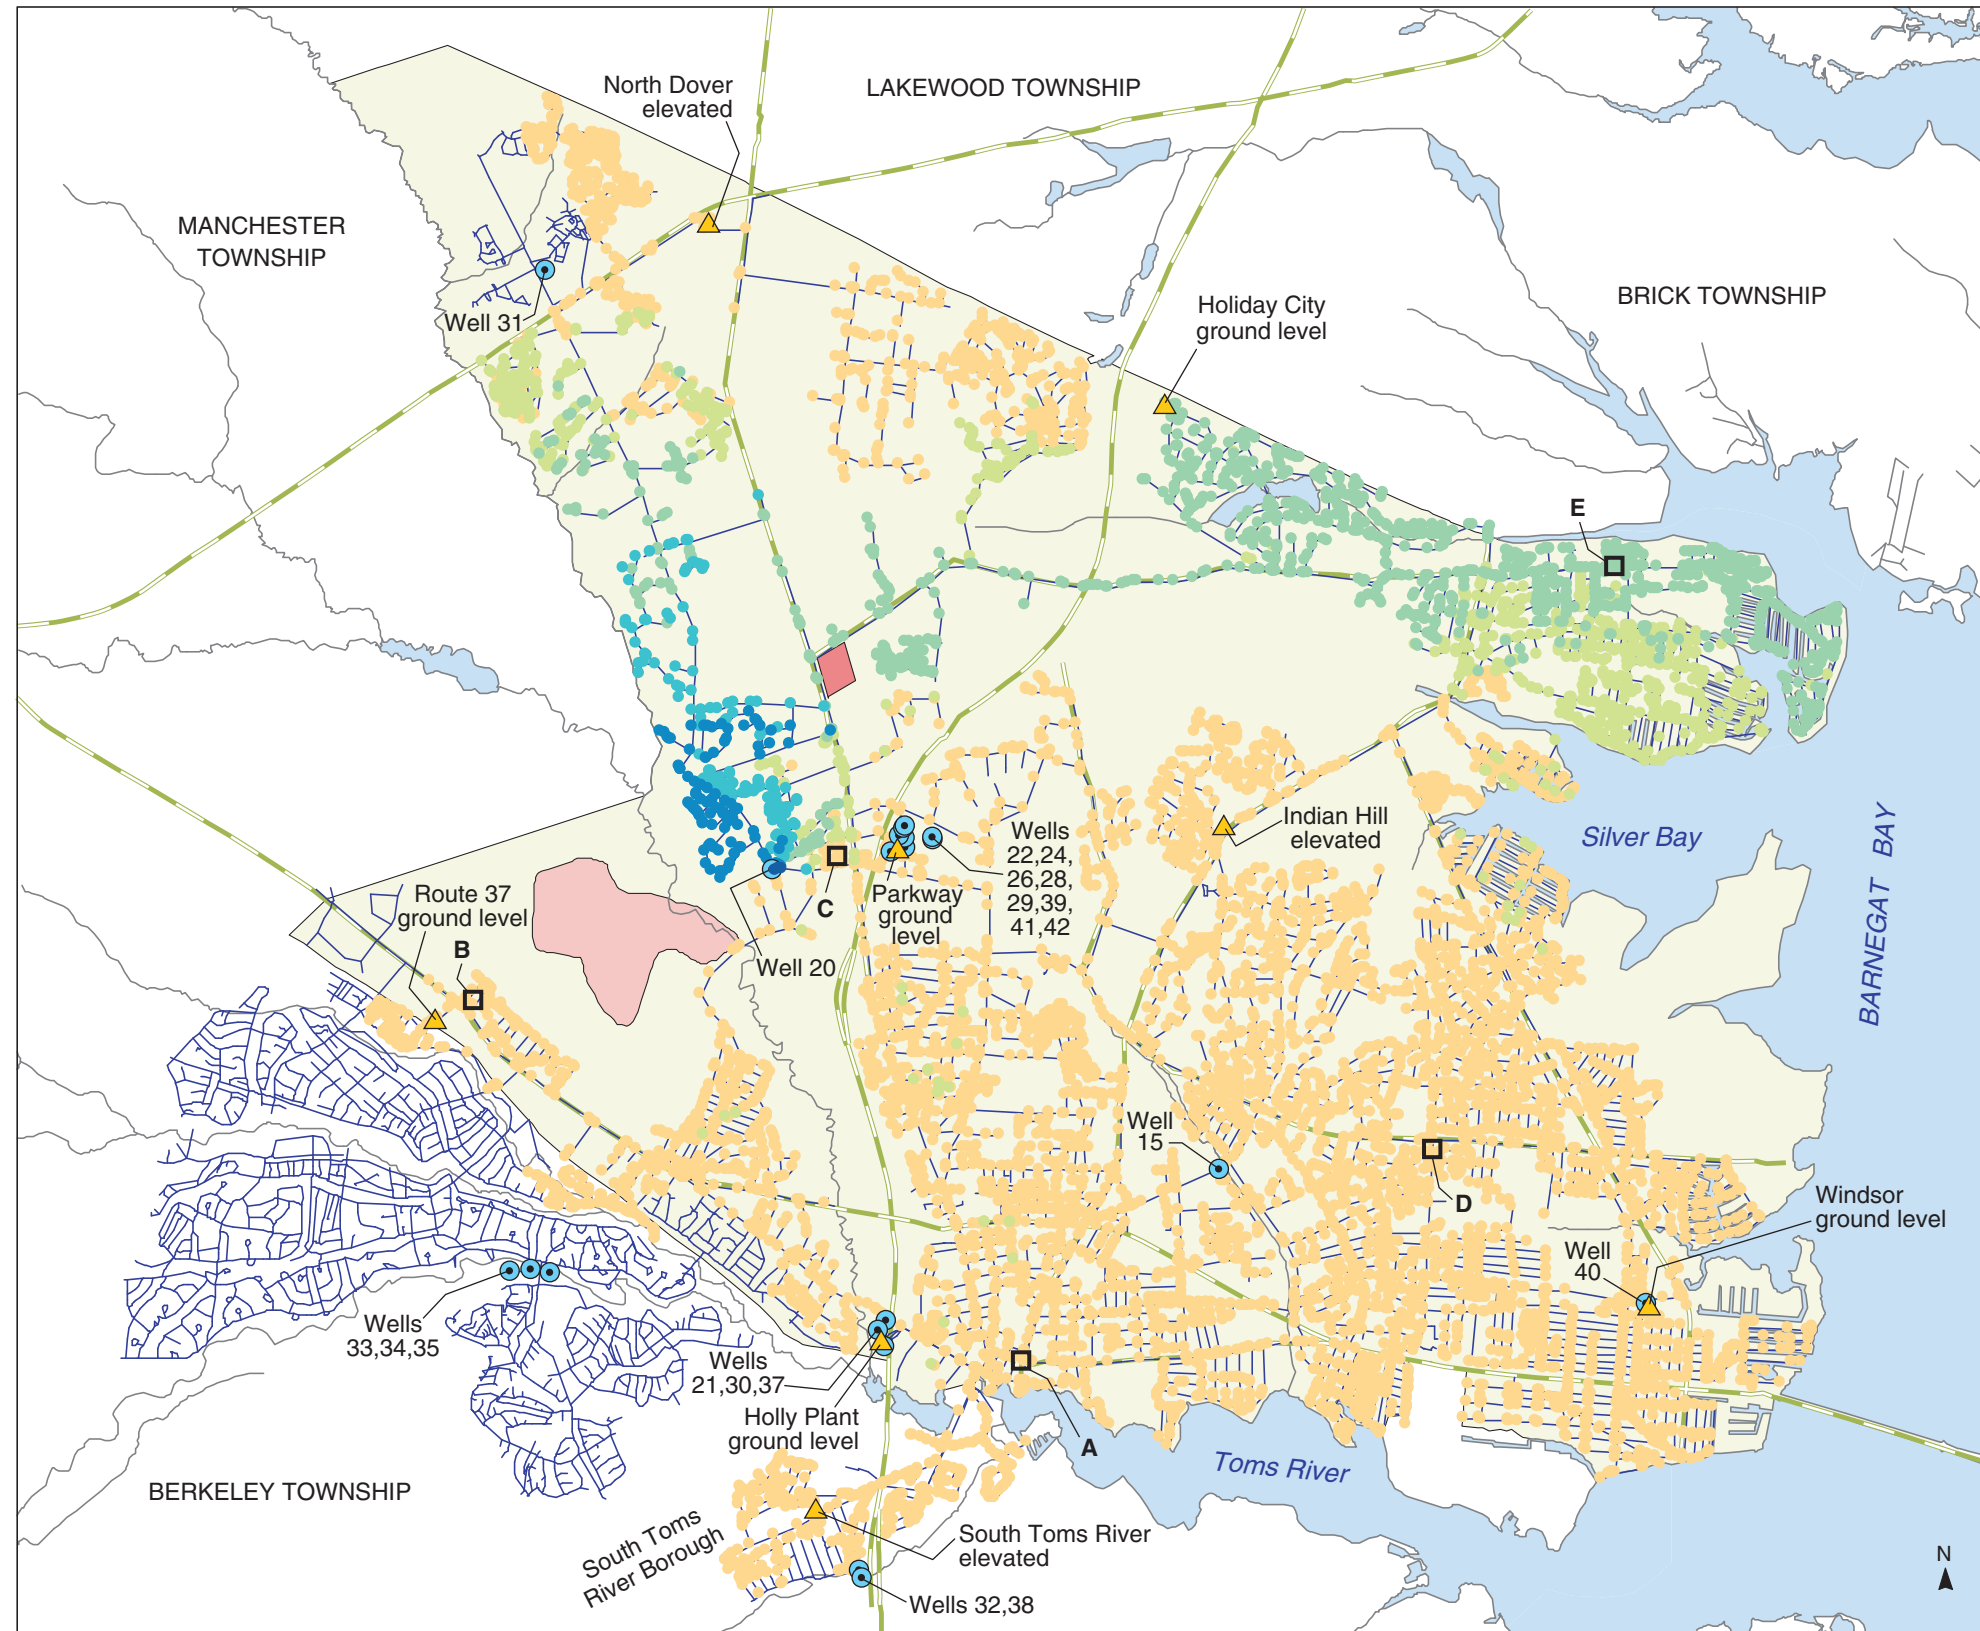 North Dover
elevated
LAKEWOOD TOWNSHIP
MANCHESTER
TOWNSHIP
Well 31
Holiday City
ground level
BRICK TOWNSHIP
E
Indian Hill
elevated
Silver Bay
BARNEGAT BAY
Wells
22,24,
26,28,
29,39,
41,42
Parkway
ground
level
C
Well 20
Route 37
ground level
B
Well
15
D
Windsor
ground level
Well
40
Wells
33,34,35
Wells
21,30,37
Holly Plant
ground level
A
Toms River
BERKELEY TOWNSHIP
South Toms
River Borough
South Toms River
elevated
Wells 32,38
N